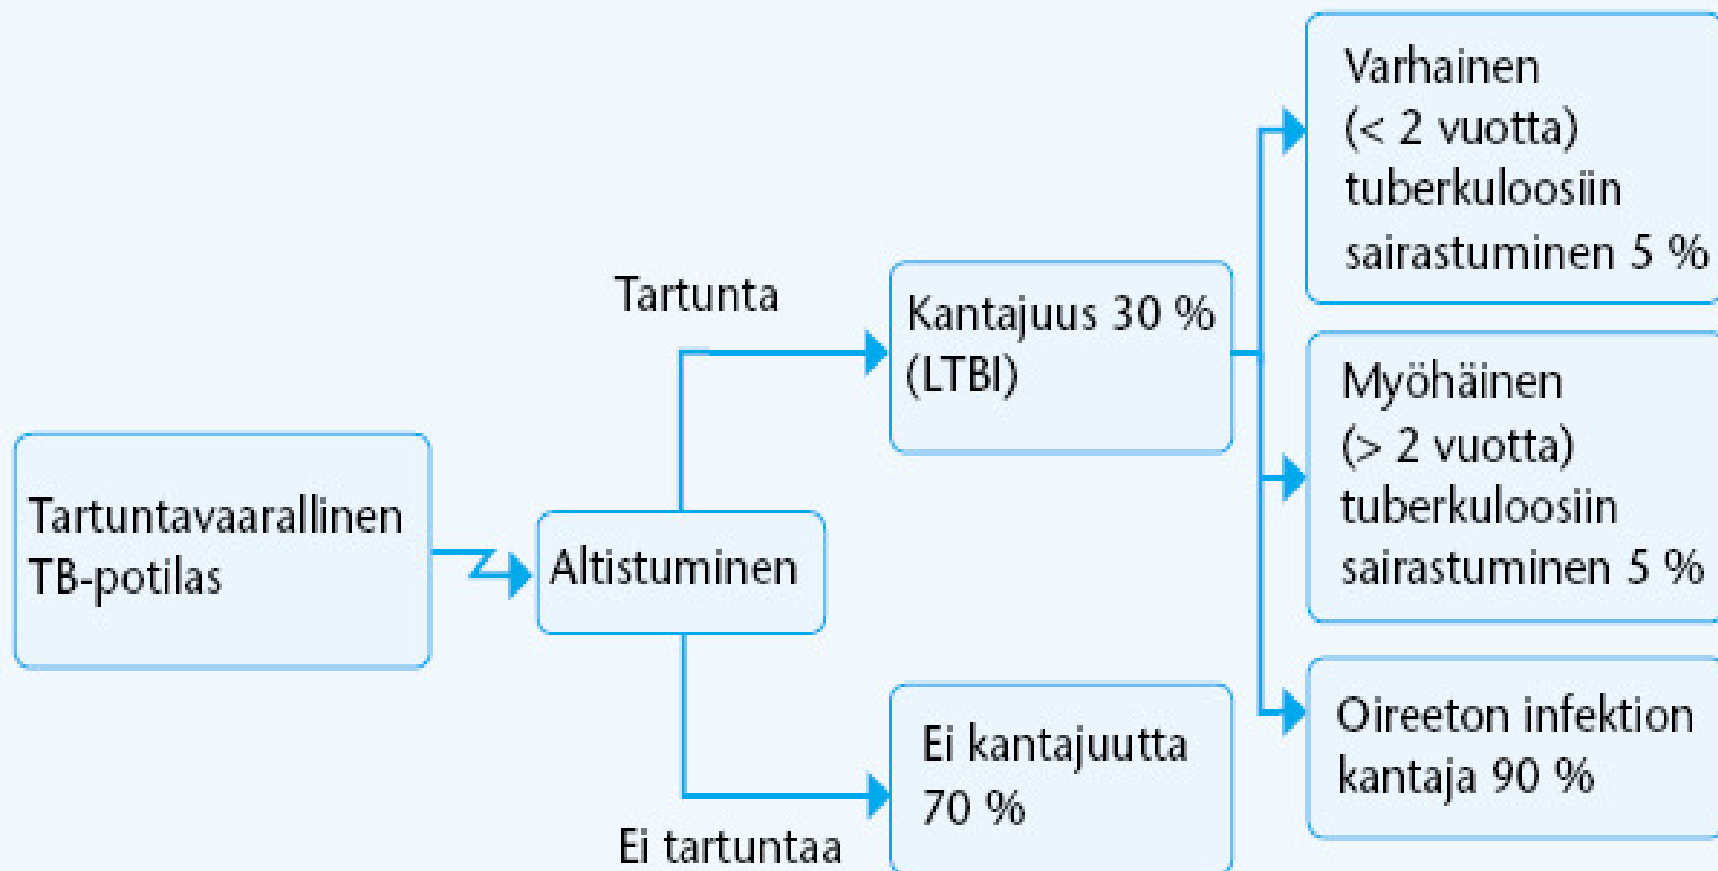 Tartuntavaarallinen
TB-potilas
Altistuminen
Tartunta
Kantajuus 30 %
(LTBI)
Ei tartuntaa
Ei kantajuutta
70 %
Varhainen
(< 2 vuotta)
tuberkuloosiin
sairastuminen 5 %
Myöhäinen
(> 2 vuotta)
tuberkuloosiin
sairastuminen 5 %
Oireeton infektion
kantaja 90 %